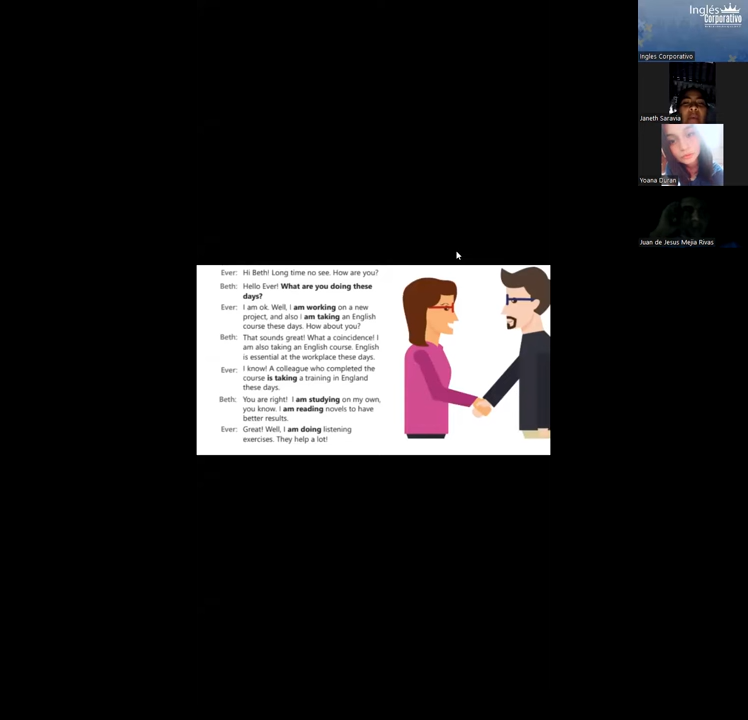 Inglés
Corporativo
Ingles Corporativo
Janeth Saravia
Yoana Duran
Juan de Jesus Mejia Rivas
Ever: Hi Beth! Long time no see. How are you?
Beth: Hello Ever! What are you doing these
days?
Ever: I am ok. Well, I am working on a new
project, and also I am taking an English
course these days. How about you?
Beth: That sounds great! What a coincidence! I
am also taking an English course. English
is essential at the workplace these days.
Ever: I know! A colleague who completed the
course is taking a training in England
these days.
Beth: You are right! I am studying on my own,
you know. I am reading novels to have
better results.
Ever: Great! Well, I am doing listening
exercises. They help a lot!